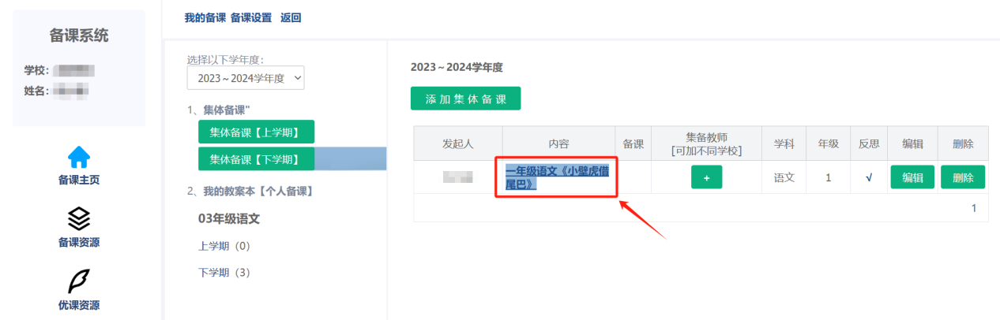 备课系统
学校:
姓名:
备课主页
备课资源
优课资源
我的备课 备课设置 返回
选择以下学年度:
2023～2024学年度
1、集体备课"
集体备课【上学期】
集体备课【下学期】
2、我的教案本【个人备课】
03年级语文
上学期（0）
下学期（3）
2023～2024学年度
添加集体备课
发起人 内容 备课 集备教师 学科 年级 反思 编辑 删除
[可加不同学校]
一年级语文《小壁虎借
尾巴》
+ 语文 1 √ 编辑 删除
1